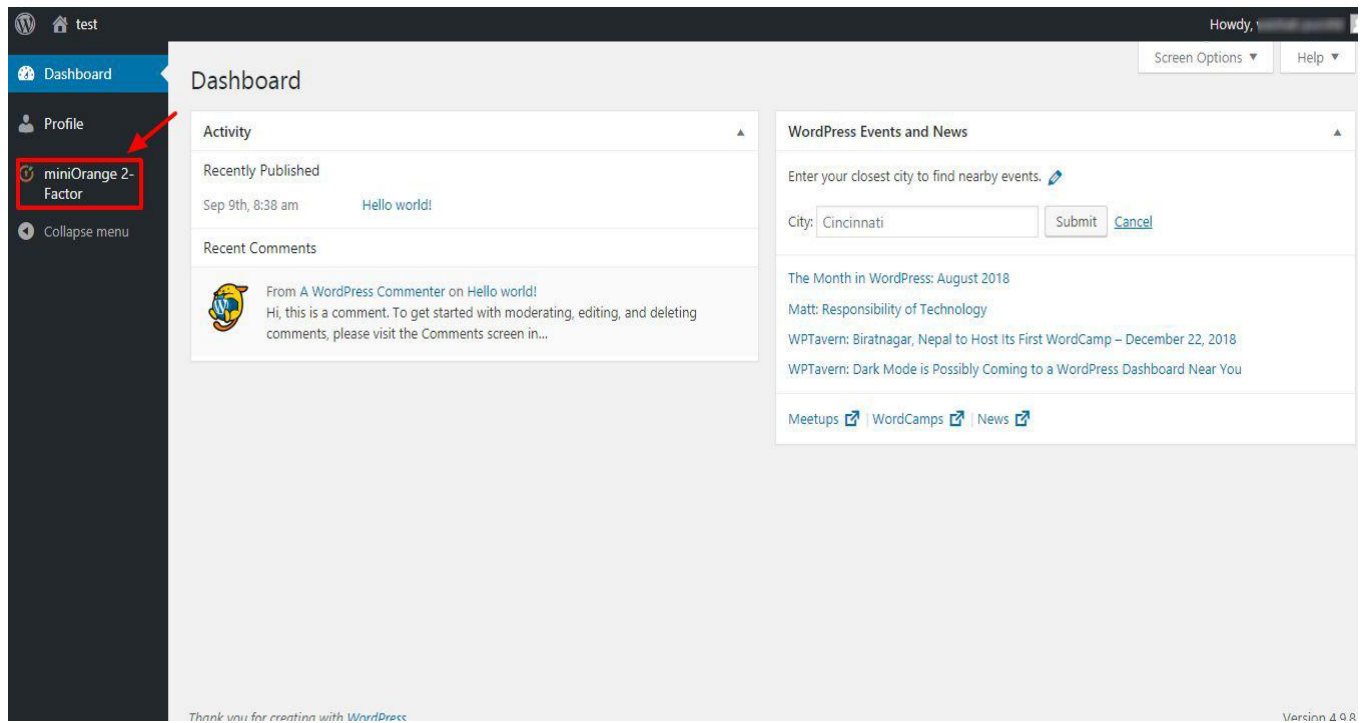 test
Howdy,
Dashboard
Profile
miniOrange 2-
Factor
Collapse menu
Screen Options ▼
Help ▼
Dashboard
Activity
Recently Published
Sep 9th, 8:38 am Hello world!
Recent Comments
From A WordPress Commenter on Hello world!
Hi, this is a comment. To get started with moderating, editing, and deleting
comments, please visit the Comments screen in...
WordPress Events and News
Enter your closest city to find nearby events.
City: Cincinnati Submit Cancel
The Month in WordPress: August 2018
Matt: Responsibility of Technology
WPTavern: Biratnagar, Nepal to Host Its First WordCamp – December 22, 2018
WPTavern: Dark Mode is Possibly Coming to a WordPress Dashboard Near You
Meetups | WordCamps | News
Thank you for creating with WordPress
Version 4.9.8